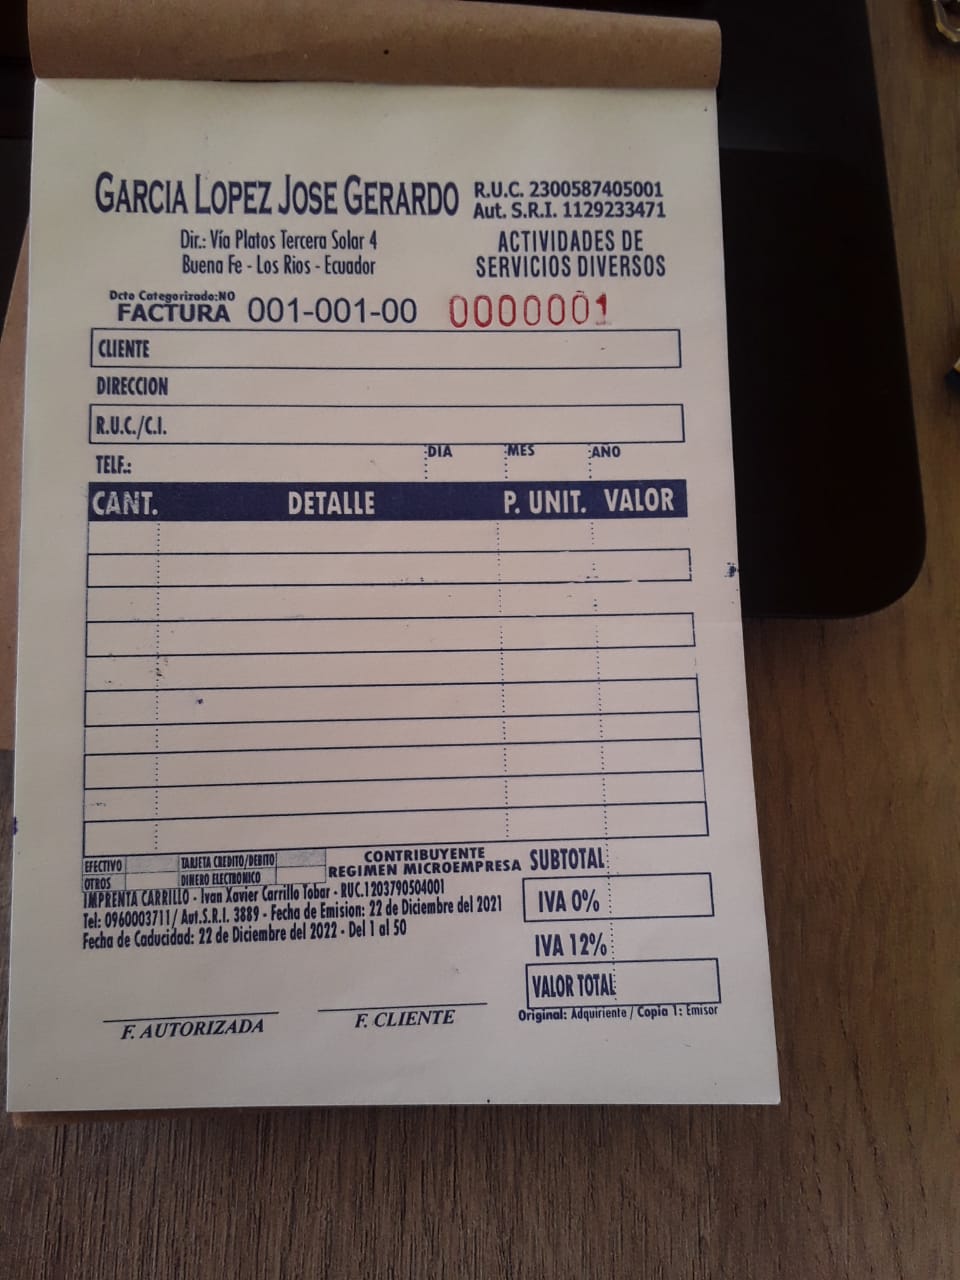 GARCIA LOPEZ JOSE GERARDO
R.U.C. 2300587405001
Aut. S.R.I. 1129233471
Dir.: Vía Platos Tercera Solar 4
Buena Fe - Los Rios - Ecuador
ACTIVIDADES DE
SERVICIOS DIVERSOS
Dcto Categorizado:NO
FACTURA 001-001-00 0000001
CLIENTE
DIRECCION
R.U.C./C.I.
TELF.: DIA MES AÑO
CANT. DETALLE P. UNIT. VALOR
EFECTIVO TARJETA CREDITO/DEBITO
OTROS DINERO ELECTRONICO
CONTRIBUYENTE
REGIMEN MICROEMPRESA
SUBTOTAL
IVA 0%
IVA 12%
VALOR TOTAL
IMPRENTA CARRILLO - Ivan Xavier Carrillo Tobar - RUC.1203790504001
Tel: 0960003711/ Aut.S.R.I. 3889 - Fecha de Emision: 22 de Diciembre del 2021
Fecha de Caducidad: 22 de Diciembre del 2022 - Del 1 al 50
Original: Adquiriente / Copia 1: Emisor
F. AUTORIZADA F. CLIENTE